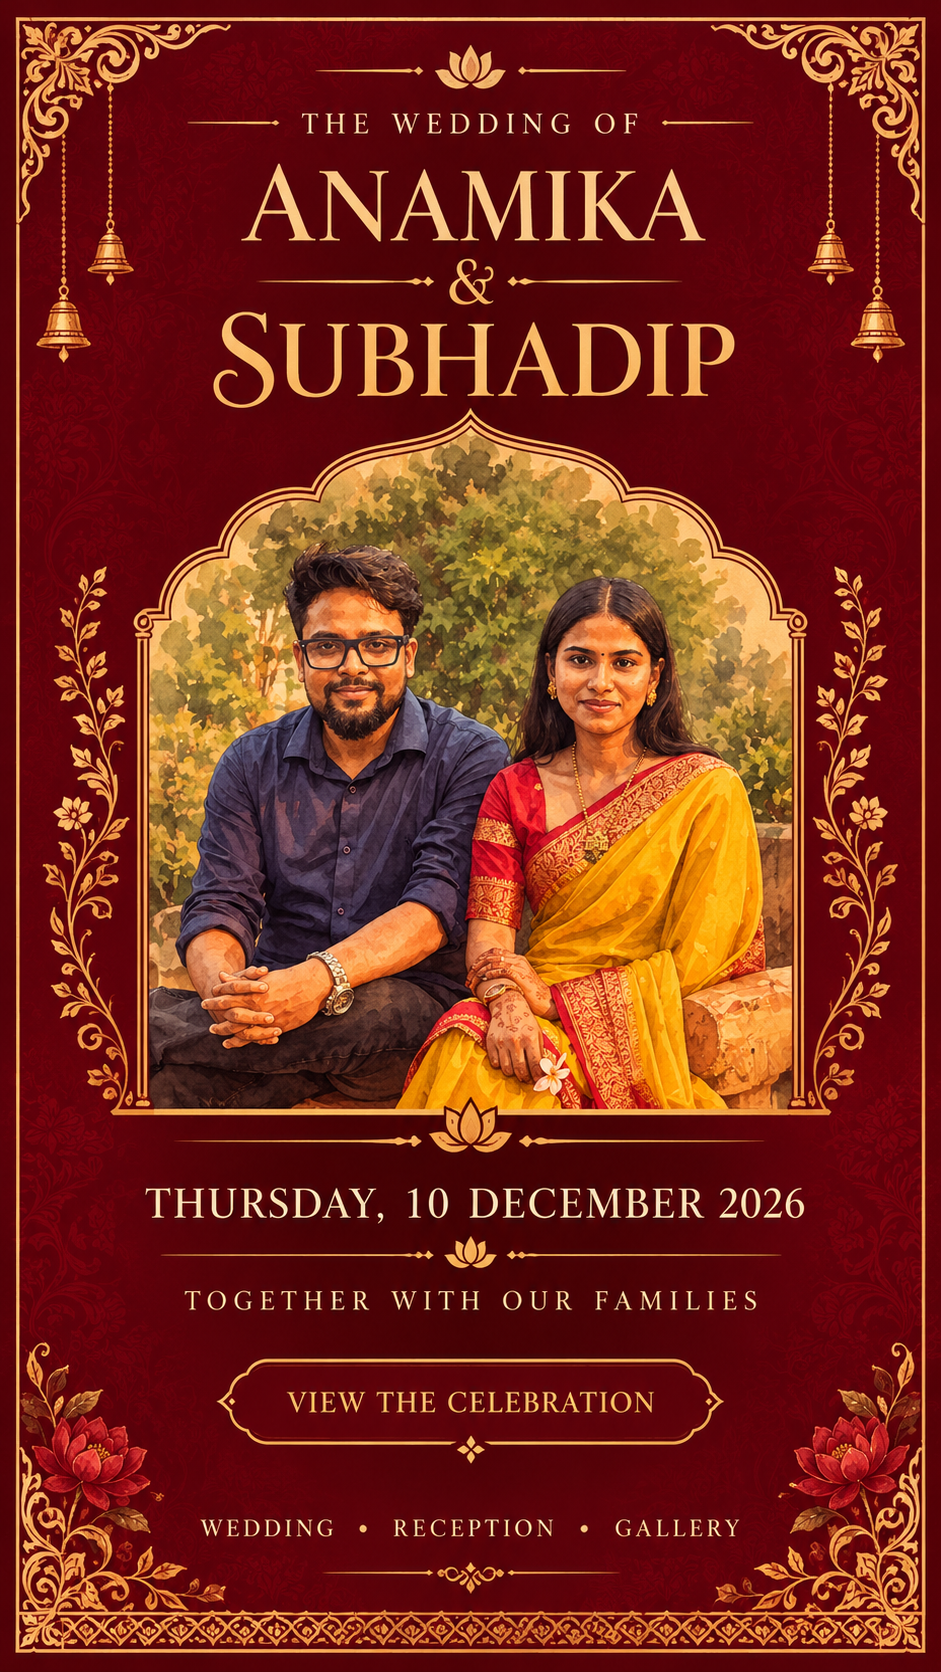 THE WEDDING OF
ANAMIKA
&
SUBHADIP
THURSDAY, 10 DECEMBER 2026
TOGETHER WITH OUR FAMILIES
VIEW THE CELEBRATION
WEDDING • RECEPTION • GALLERY